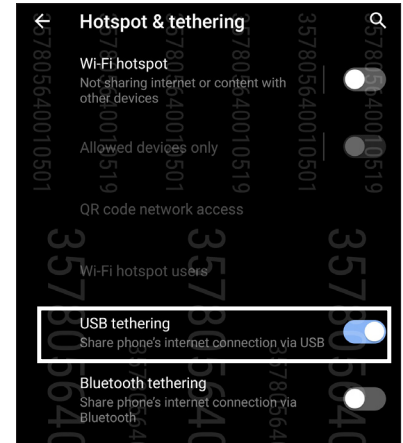 Hotspot & tethering
Wi-Fi hotspot
Not sharing internet or content with
other devices
Allowed devices only
QR code network access
Wi-Fi hotspot users
USB tethering
Share phone's internet connection via USB
Bluetooth tethering
Share phone's internet connection via
Bluetooth